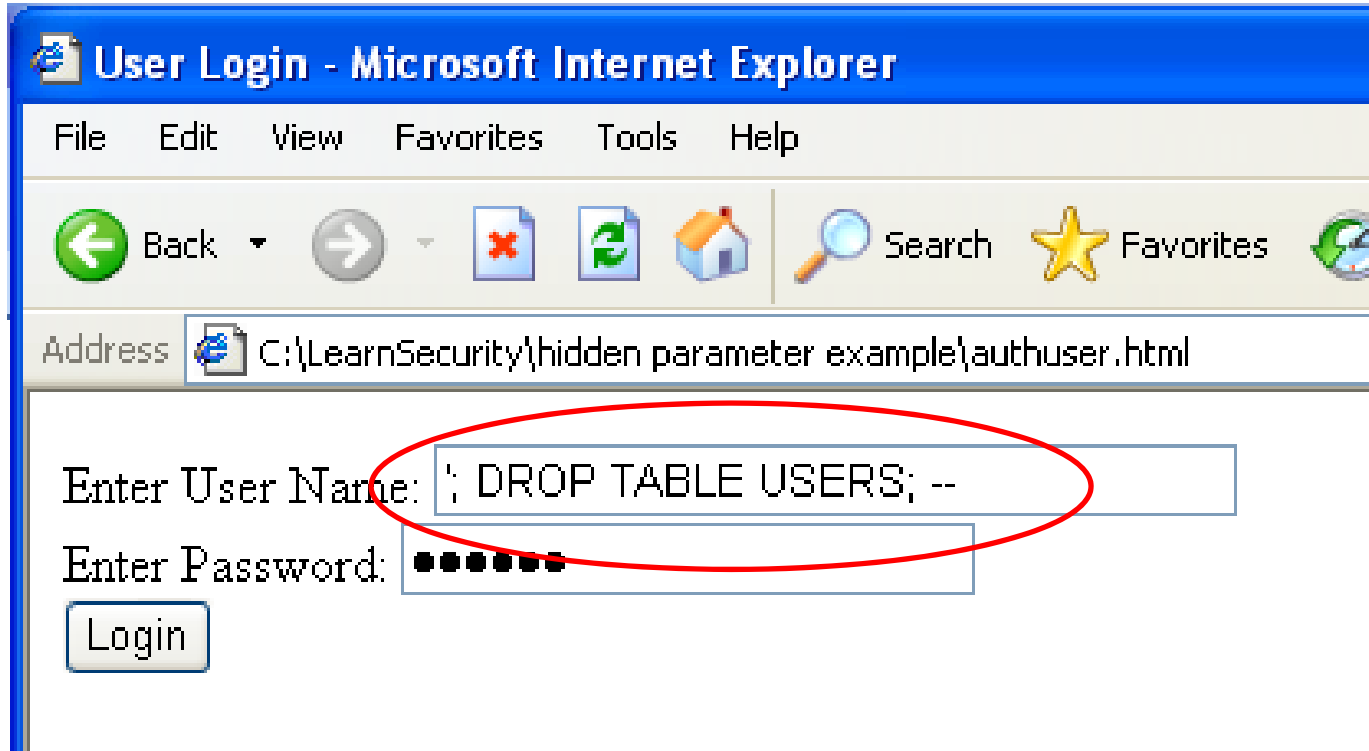 User Login - Microsoft Internet Explorer
File Edit View Favorites Tools Help
Back Search Favorites
Address C:\LearnSecurity\hidden parameter example\authuser.html
Enter User Name: '; DROP TABLE USERS; --
Enter Password: ••••••
Login